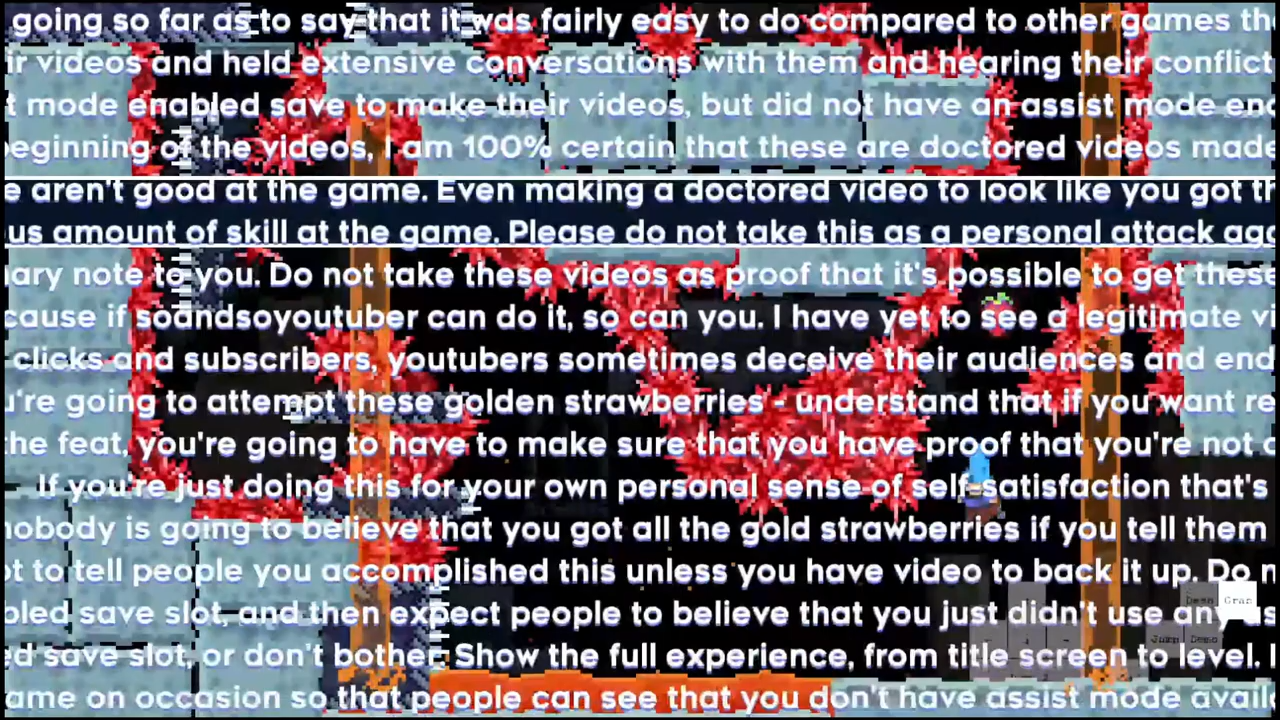 going so far as to say that it was fairly easy to do compared to other games th
ir videos and held extensive conversations with them and hearing their conflict
t mode enabled save to make their videos, but did not have an assist mode en
beginning of the videos, I am 100% certain that these are doctored videos made
e aren't good at the game. Even making a doctored video to look like you got th
us amount of skill at the game. Please do not take this as a personal attack aga
ary note to you. Do not take these videos as proof that it's possible to get these
cause if soandsoyoutuber can do it, so can you. I have yet to see a legitimate vi
clicks and subscribers, youtubers sometimes deceive their audiences and end
u're going to attempt these golden strawberries - understand that if you want re
the feat, you're going to have to make sure that you have proof that you're not
If you're just doing this for your own personal sense of self-satisfaction that's
nobody is going to believe that you got all the gold strawberries if you tell them
ot to tell people you accomplished this unless you have video to back it up. Do n
bled save slot, and then expect people to believe that you just didn't use any as
ed save slot, or don't bother. Show the full experience, from title screen to level. I
ame on occasion so that people can see that you don't have assist mode avail
Dash Grab
Jump Demo